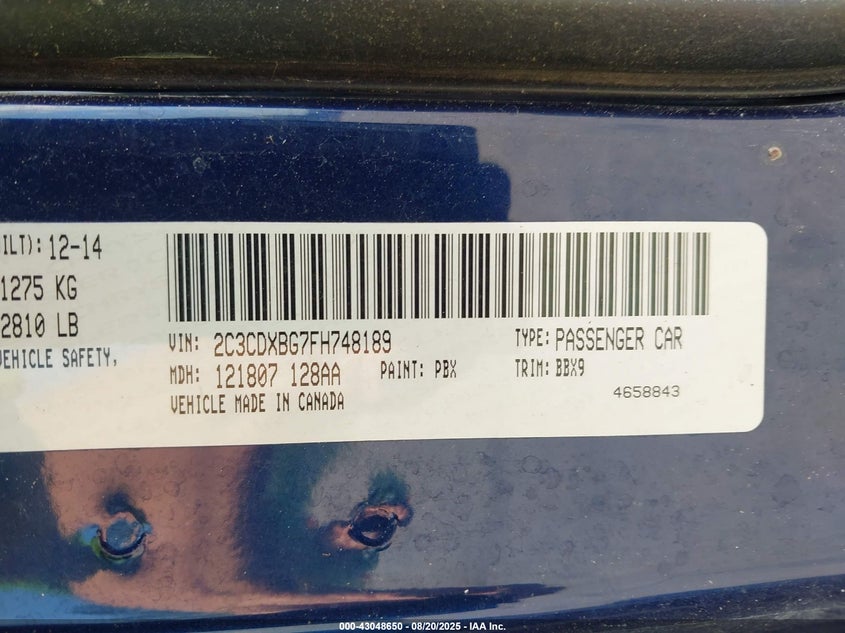 ILT): 12-14
1275 KG
2810 LB
VEHICLE SAFETY,
VIN: 2C3CDXBG7FH748189
TYPE: PASSENGER CAR
MDH: 121807 128AA
PAINT: PBX
TRIM: BBX9
VEHICLE MADE IN CANADA
4658843
000-43048650 - 08/20/2025 - IAA Inc.